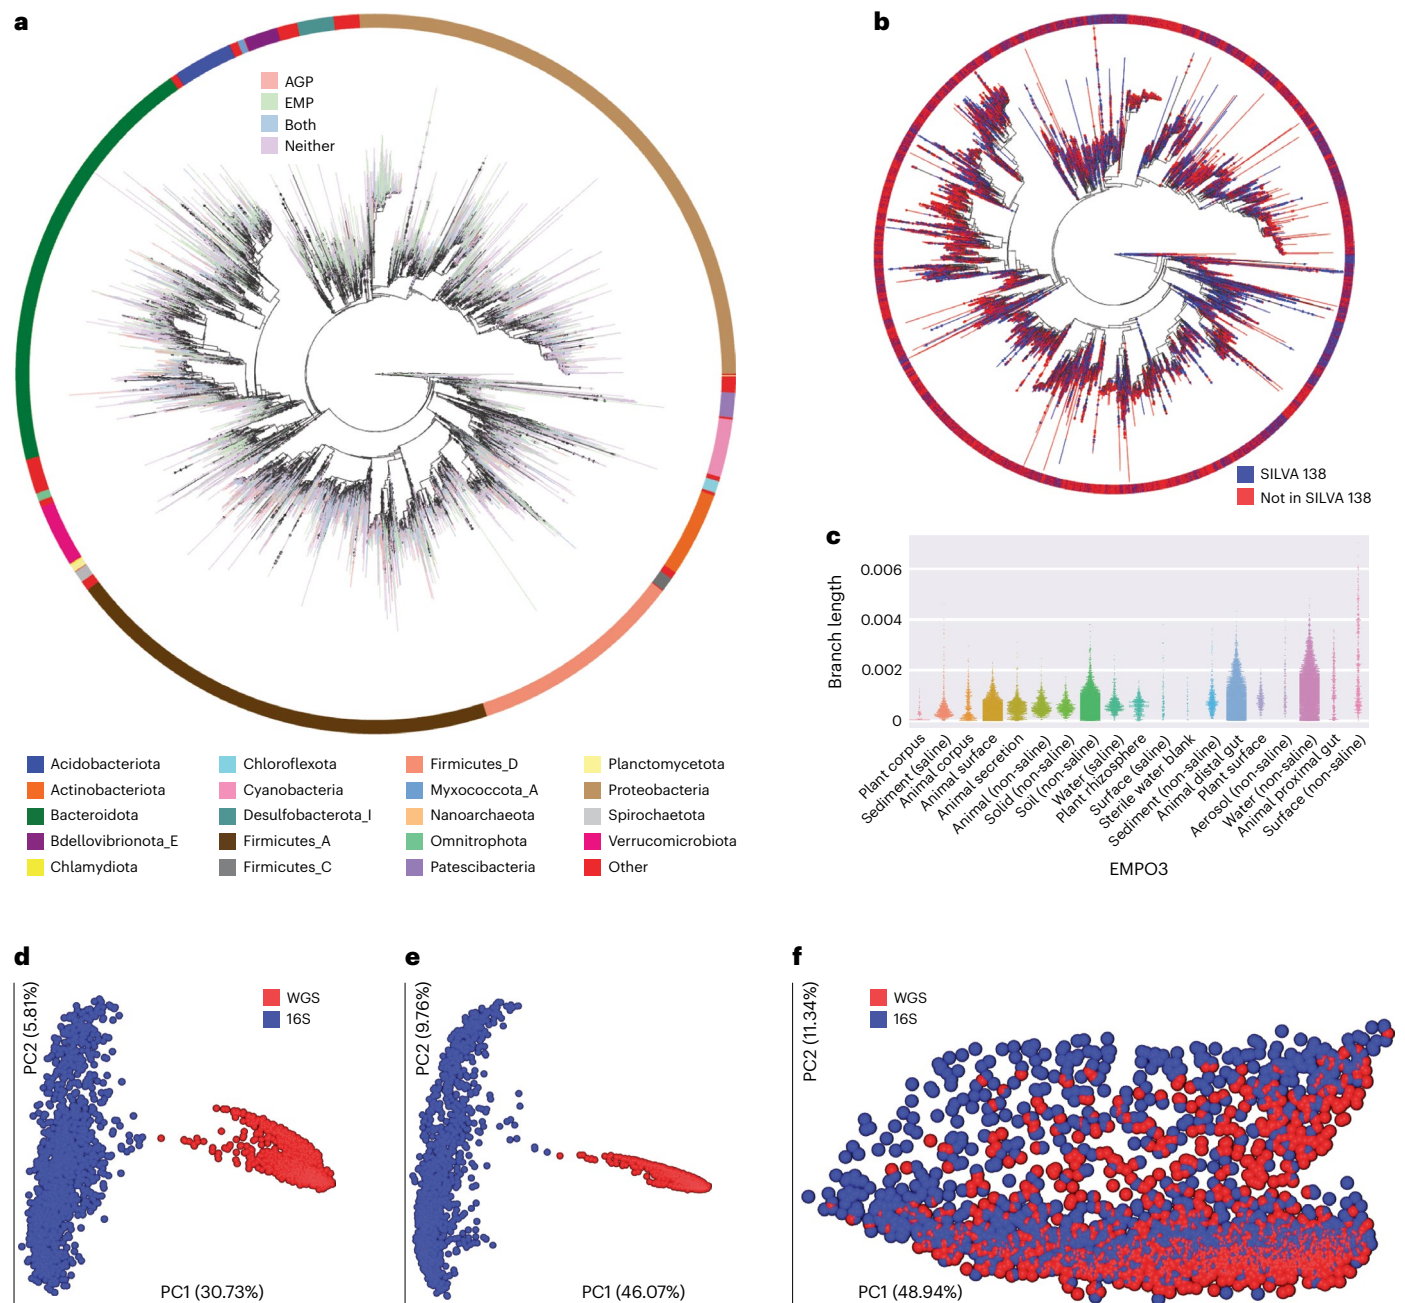 a
AGP
EMP
Both
Neither
Acidobacteriota
Actinobacteriota
Bacteroidota
Bdellovibrionota_E
Chlamydiota
Chloroflexota
Cyanobacteria
Desulfobacterota_I
Firmicutes_A
Firmicutes_C
Firmicutes_D
Myxococcota_A
Nanoarchaeota
Omnitrophota
Patescibacteria
Planctomycetota
Proteobacteria
Spirochaetota
Verrucomicrobiota
Other
b
SILVA 138
Not in SILVA 138
c
Branch length
0.006
0.004
0.002
0
Plant corpus
Sediment (saline)
Animal corpus
Animal surface
Animal secretion
Animal (non-saline)
Solid (non-saline)
Soil (non-saline)
Water (saline)
Plant rhizosphere
Surface (saline)
Sterile water blank
Sediment (non-saline)
Animal distal gut
Plant surface
Aerosol (non-saline)
Water (non-saline)
Animal proximal gut
Surface (non-saline)
EMPO3
d
PC2 (5.81%)
WGS
16S
PC1 (30.73%)
e
PC2 (9.76%)
PC1 (46.07%)
f
PC2 (11.34%)
WGS
16S
PC1 (48.94%)